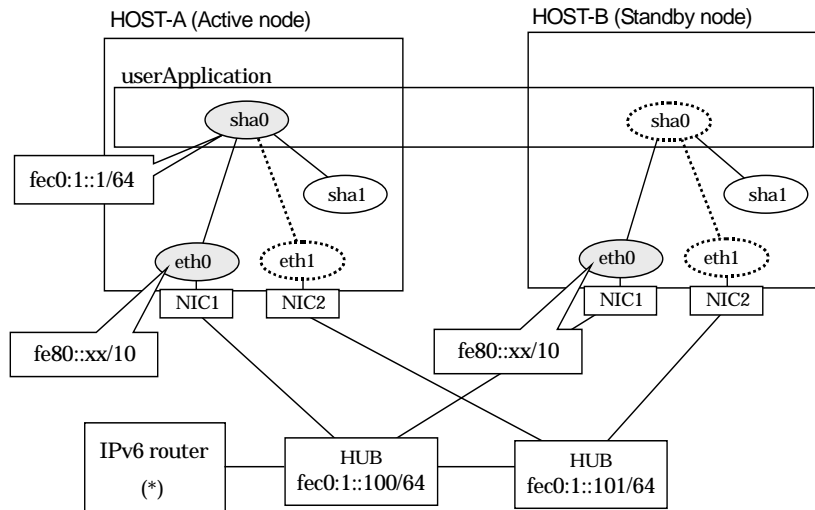 HOST-A (Active node)
HOST-B (Standby node)
userApplication
sha0
sha0
fec0:1::1/64
sha1
sha1
eth0
eth1
eth0
eth1
NIC1
NIC2
NIC1
NIC2
fe80::xx/10
fe80::xx/10
IPv6 router
(*)
HUB
fec0:1::100/64
HUB
fec0:1::101/64